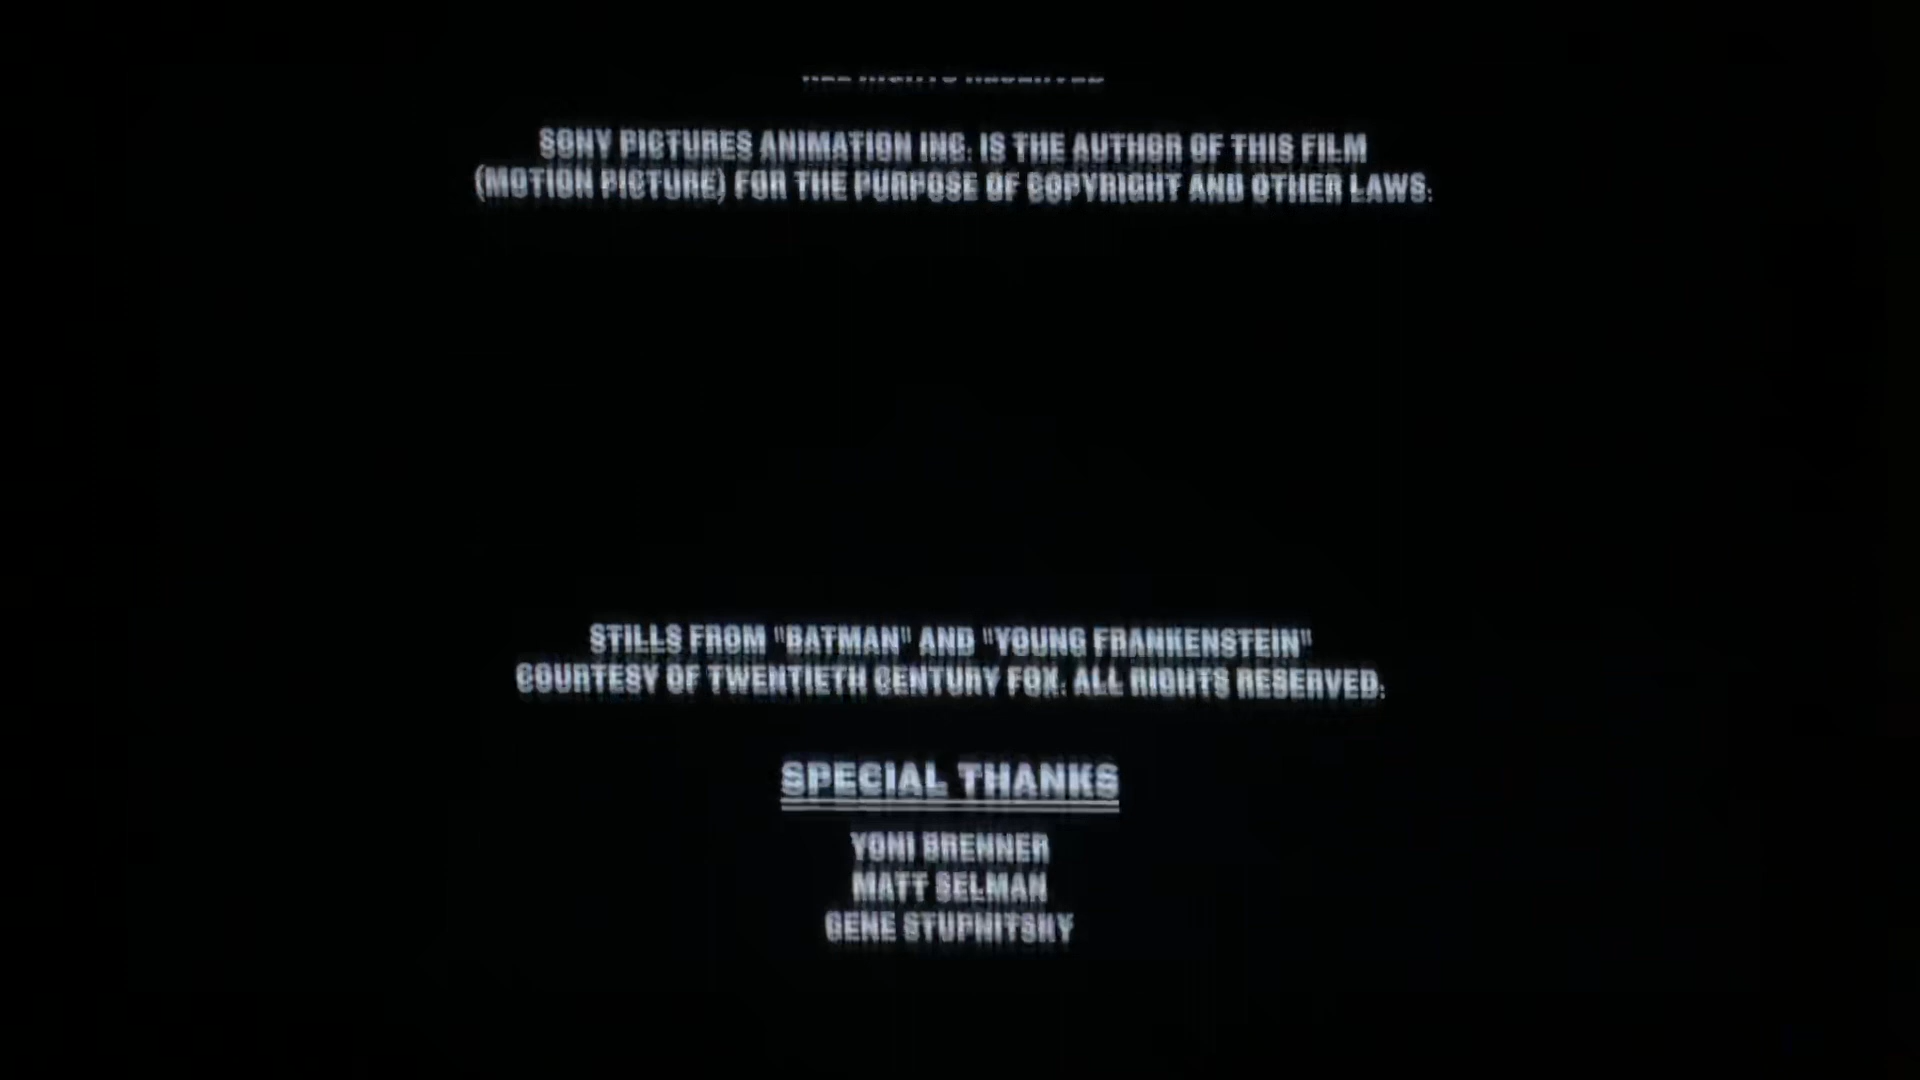 SONY PICTURES ANIMATION INC. IS THE AUTHOR OF THIS FILM
(MOTION PICTURE) FOR THE PURPOSE OF COPYRIGHT AND OTHER LAWS.
STILLS FROM "BATMAN" AND "YOUNG FRANKENSTEIN"
COURTESY OF TWENTIETH CENTURY FOX. ALL RIGHTS RESERVED.
SPECIAL THANKS
YONI BRENNER
MATT SELMAN
GENE STUPNITSKY